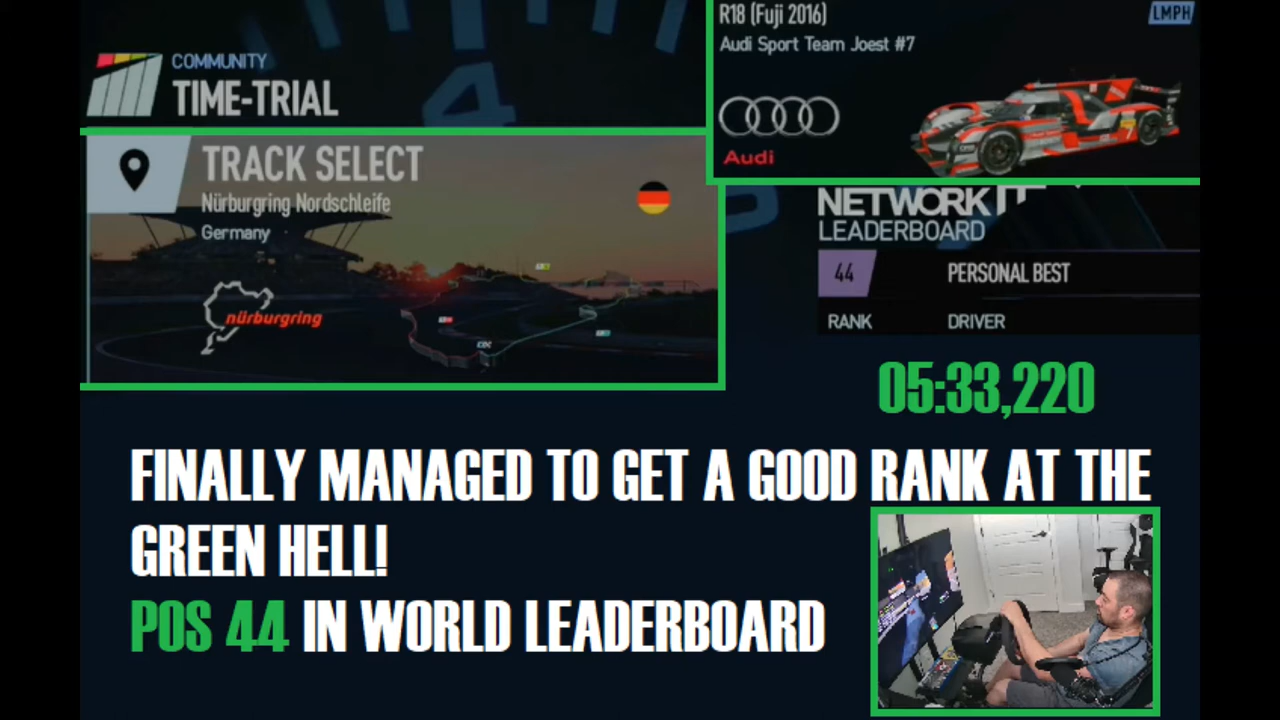 COMMUNITY
TIME-TRIAL
R18 (Fuji 2016)
LMPH
Audi Sport Team Joest #7
Audi
7
TRACK SELECT
Nürburgring Nordschleife
Germany
nürburgring
NETWORK
LEADERBOARD
44 PERSONAL BEST
RANK DRIVER
05:33,220
FINALLY MANAGED TO GET A GOOD RANK AT THE
GREEN HELL!
POS 44 IN WORLD LEADERBOARD